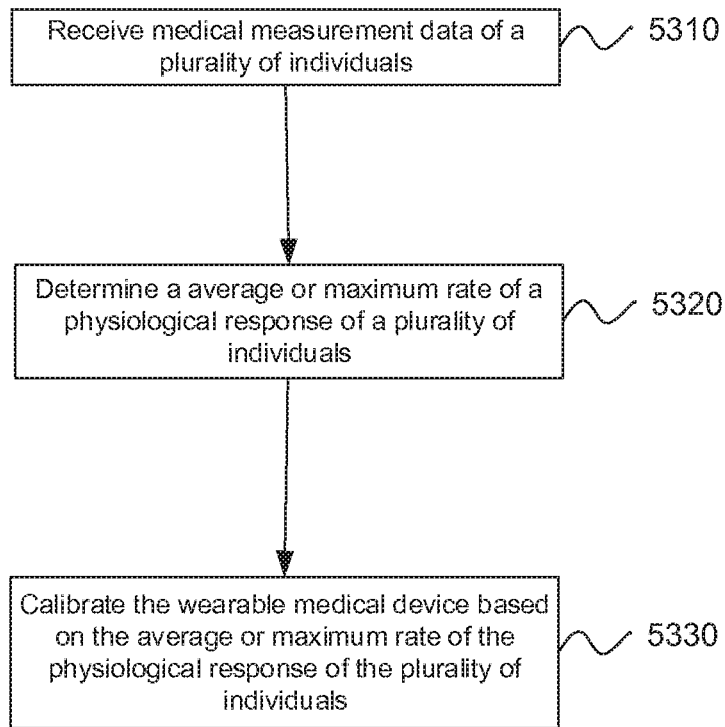 Receive medical measurement data of a
plurality of individuals
5310
Determine a average or maximum rate of a
physiological response of a plurality of
individuals
5320
Calibrate the wearable medical device based
on the average or maximum rate of the
physiological response of the plurality of
individuals
5330